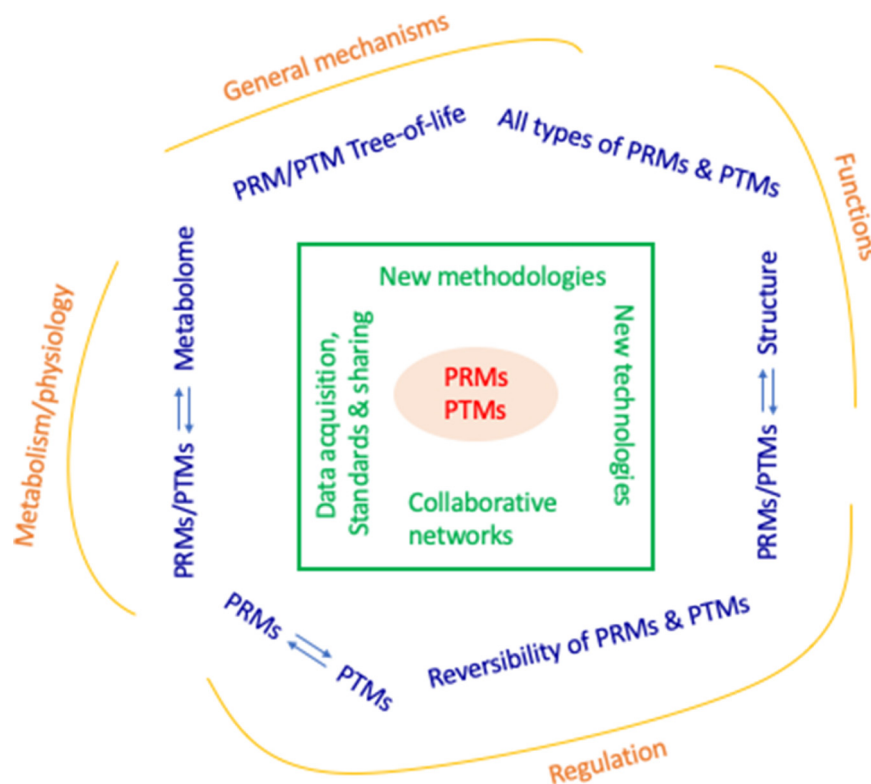 General mechanisms
PRM/PTM Tree-of-life
All types of PRMs & PTMs
Functions
Metabolism/physiology
PRMs/PTMs
Metabolome
New methodologies
Data acquisition,
Standards & sharing
PRMs
PTMs
New technologies
Collaborative
networks
PRMs/PTMs
Structure
PRMs
PTMs
Reversibility of PRMs & PTMs
Regulation